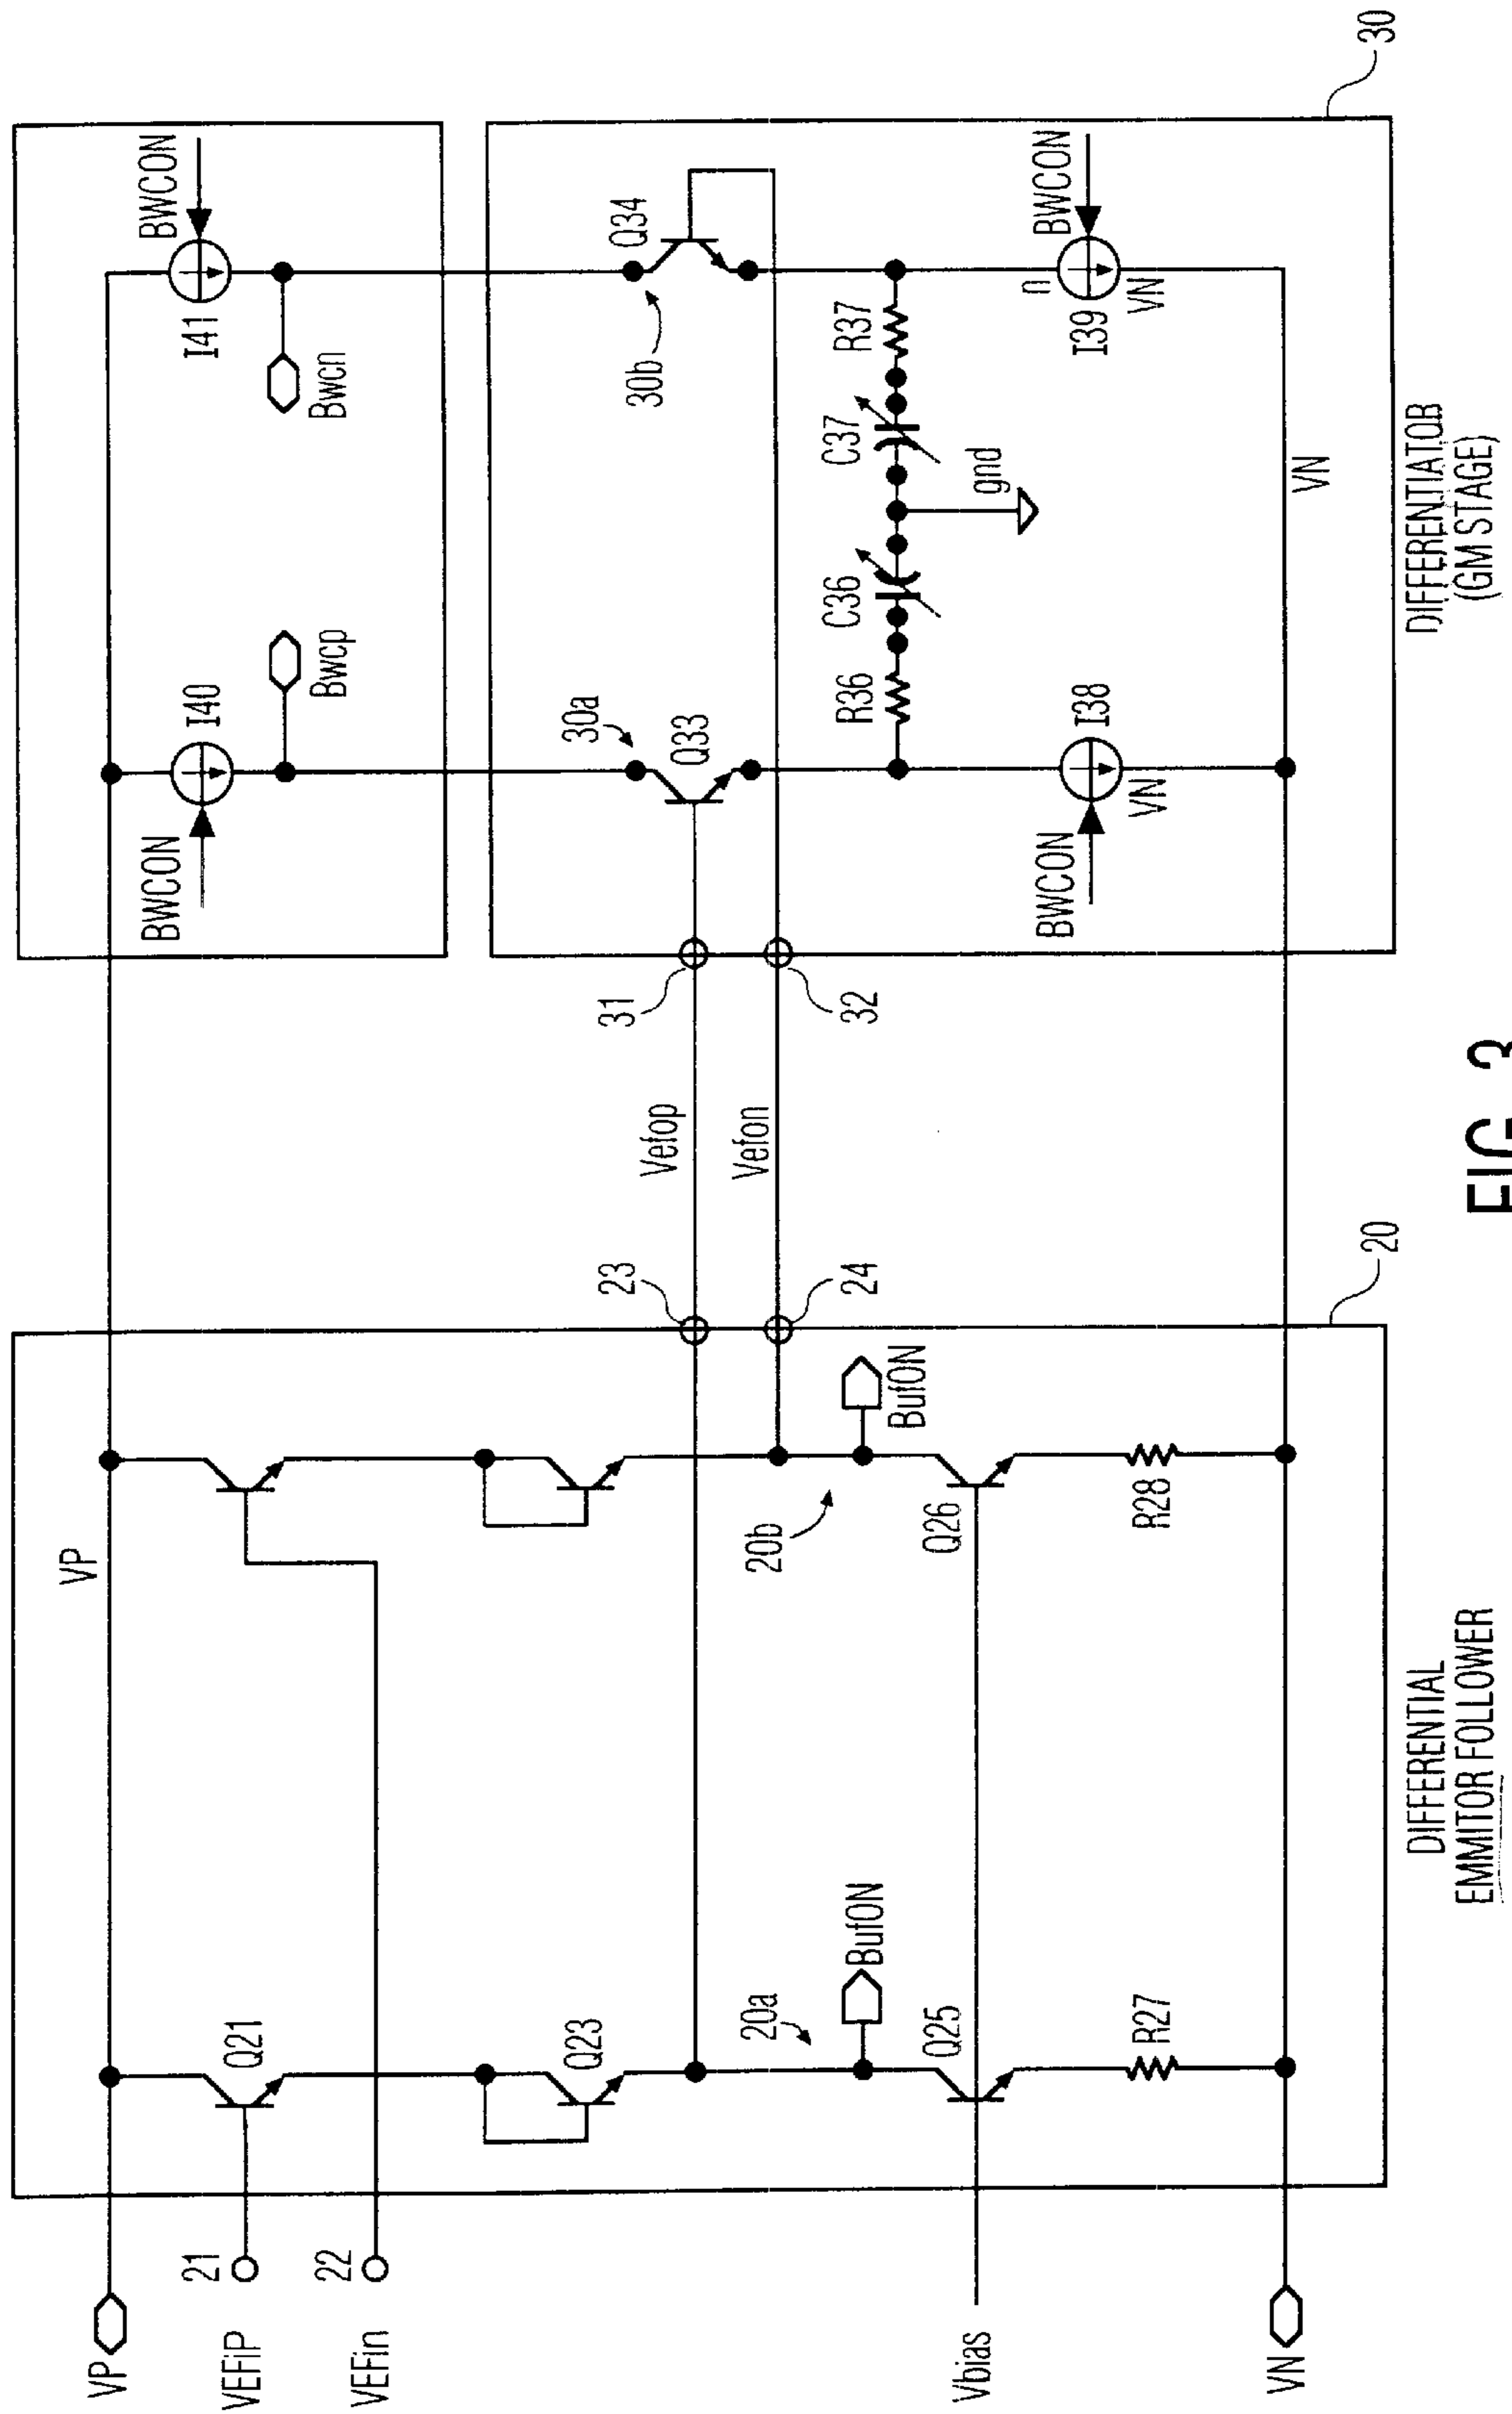 VP
VEFiP
21
VEFin
22
Vbias
VN
VP
Q21
Q23
20a
BufON
Q25
R27
20b
BufON
Q26
R28
23
24
20
DIFFERENTIAL
EMMITOR FOLLOWER
Vefop
Vefon
31
32
BWCON
I40
Bwcp
BWCON
I41
Bwcn
30a
Q33
30b
Q34
R36
C36
gnd
C37
R37
BWCON
I38
VN
BWCON
n
I39
VN
VN
30
DIFFERENTIATOR
(GM STAGE)
FIG. 3